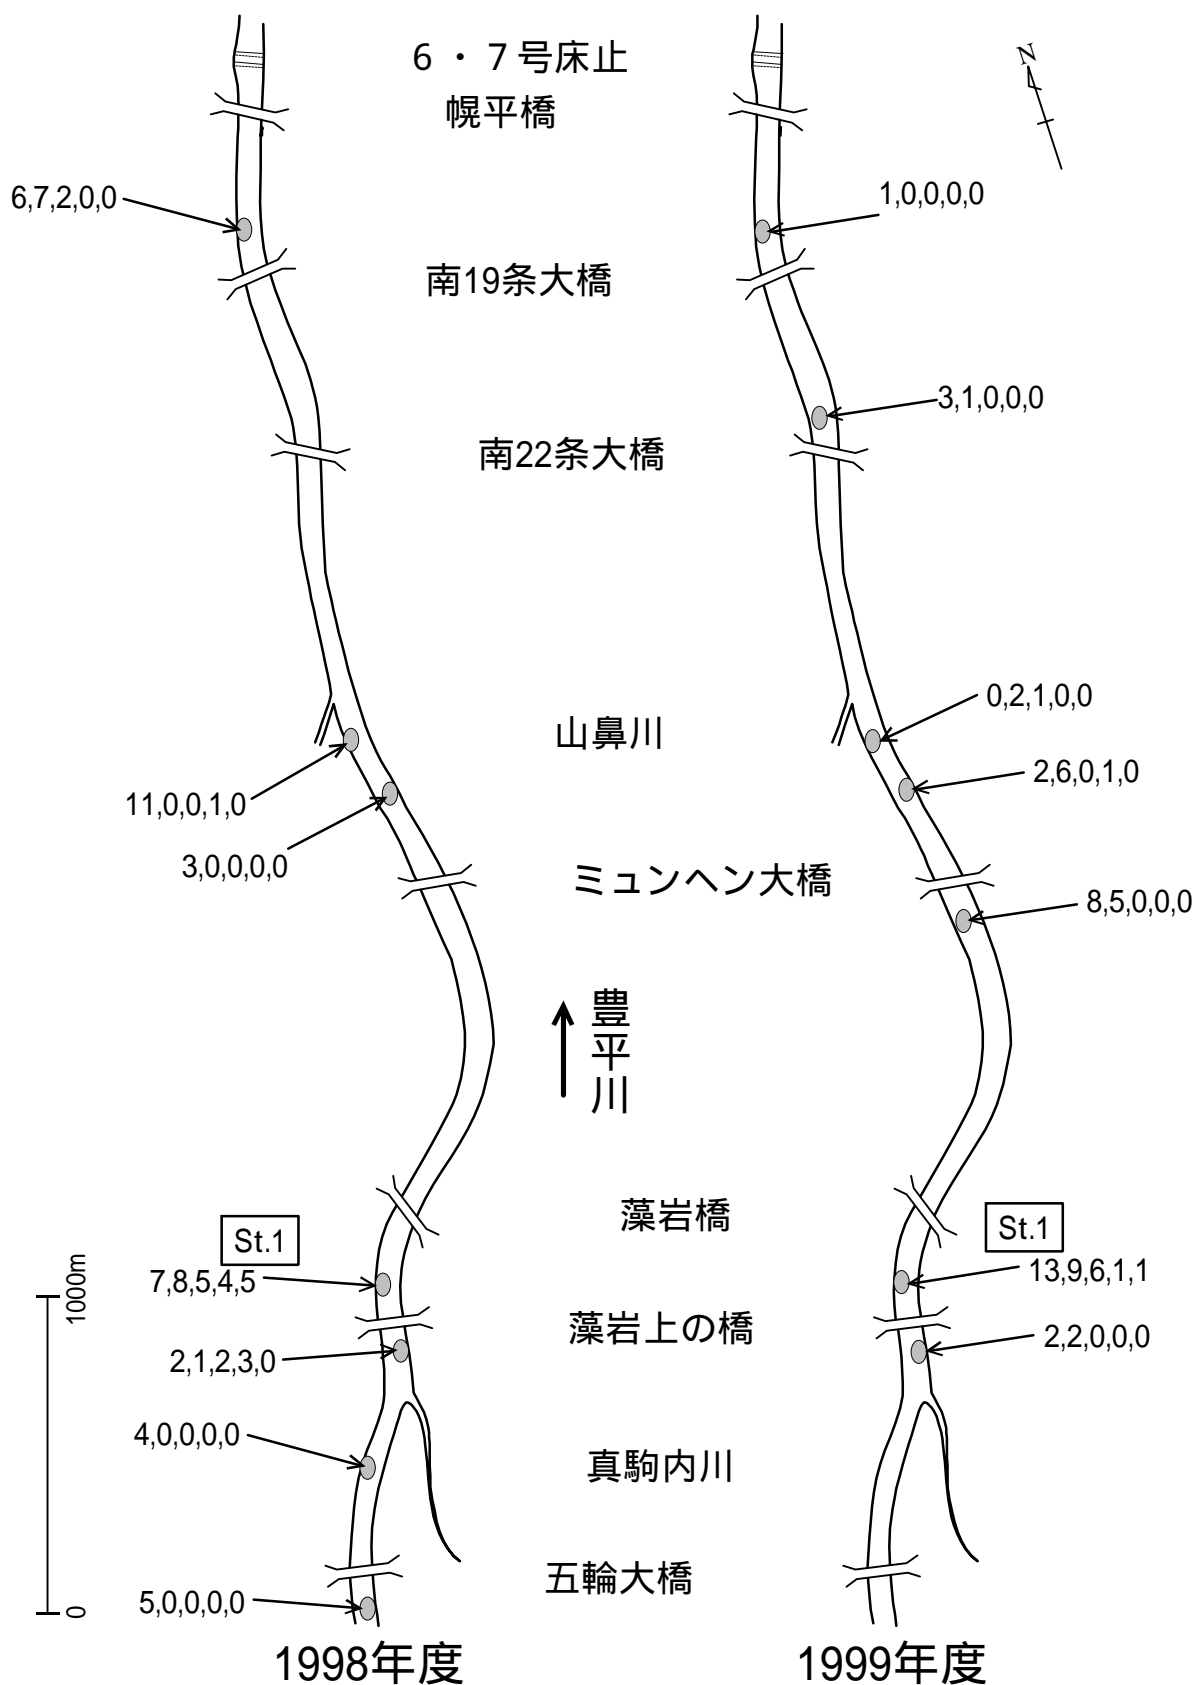 6・7号床止
N
幌平橋
6,7,2,0,0
1,0,0,0,0
南19条大橋
3,1,0,0,0
南22条大橋
0,2,1,0,0
山鼻川
2,6,0,1,0
11,0,0,1,0
3,0,0,0,0
ミュンヘン大橋
8,5,0,0,0
豊平川
藻岩橋
St.1
St.1
7,8,5,4,5
13,9,6,1,1
1000m
藻岩上の橋
2,1,2,3,0
2,2,0,0,0
4,0,0,0,0
真駒内川
五輪大橋
5,0,0,0,0
0
1998年度
1999年度